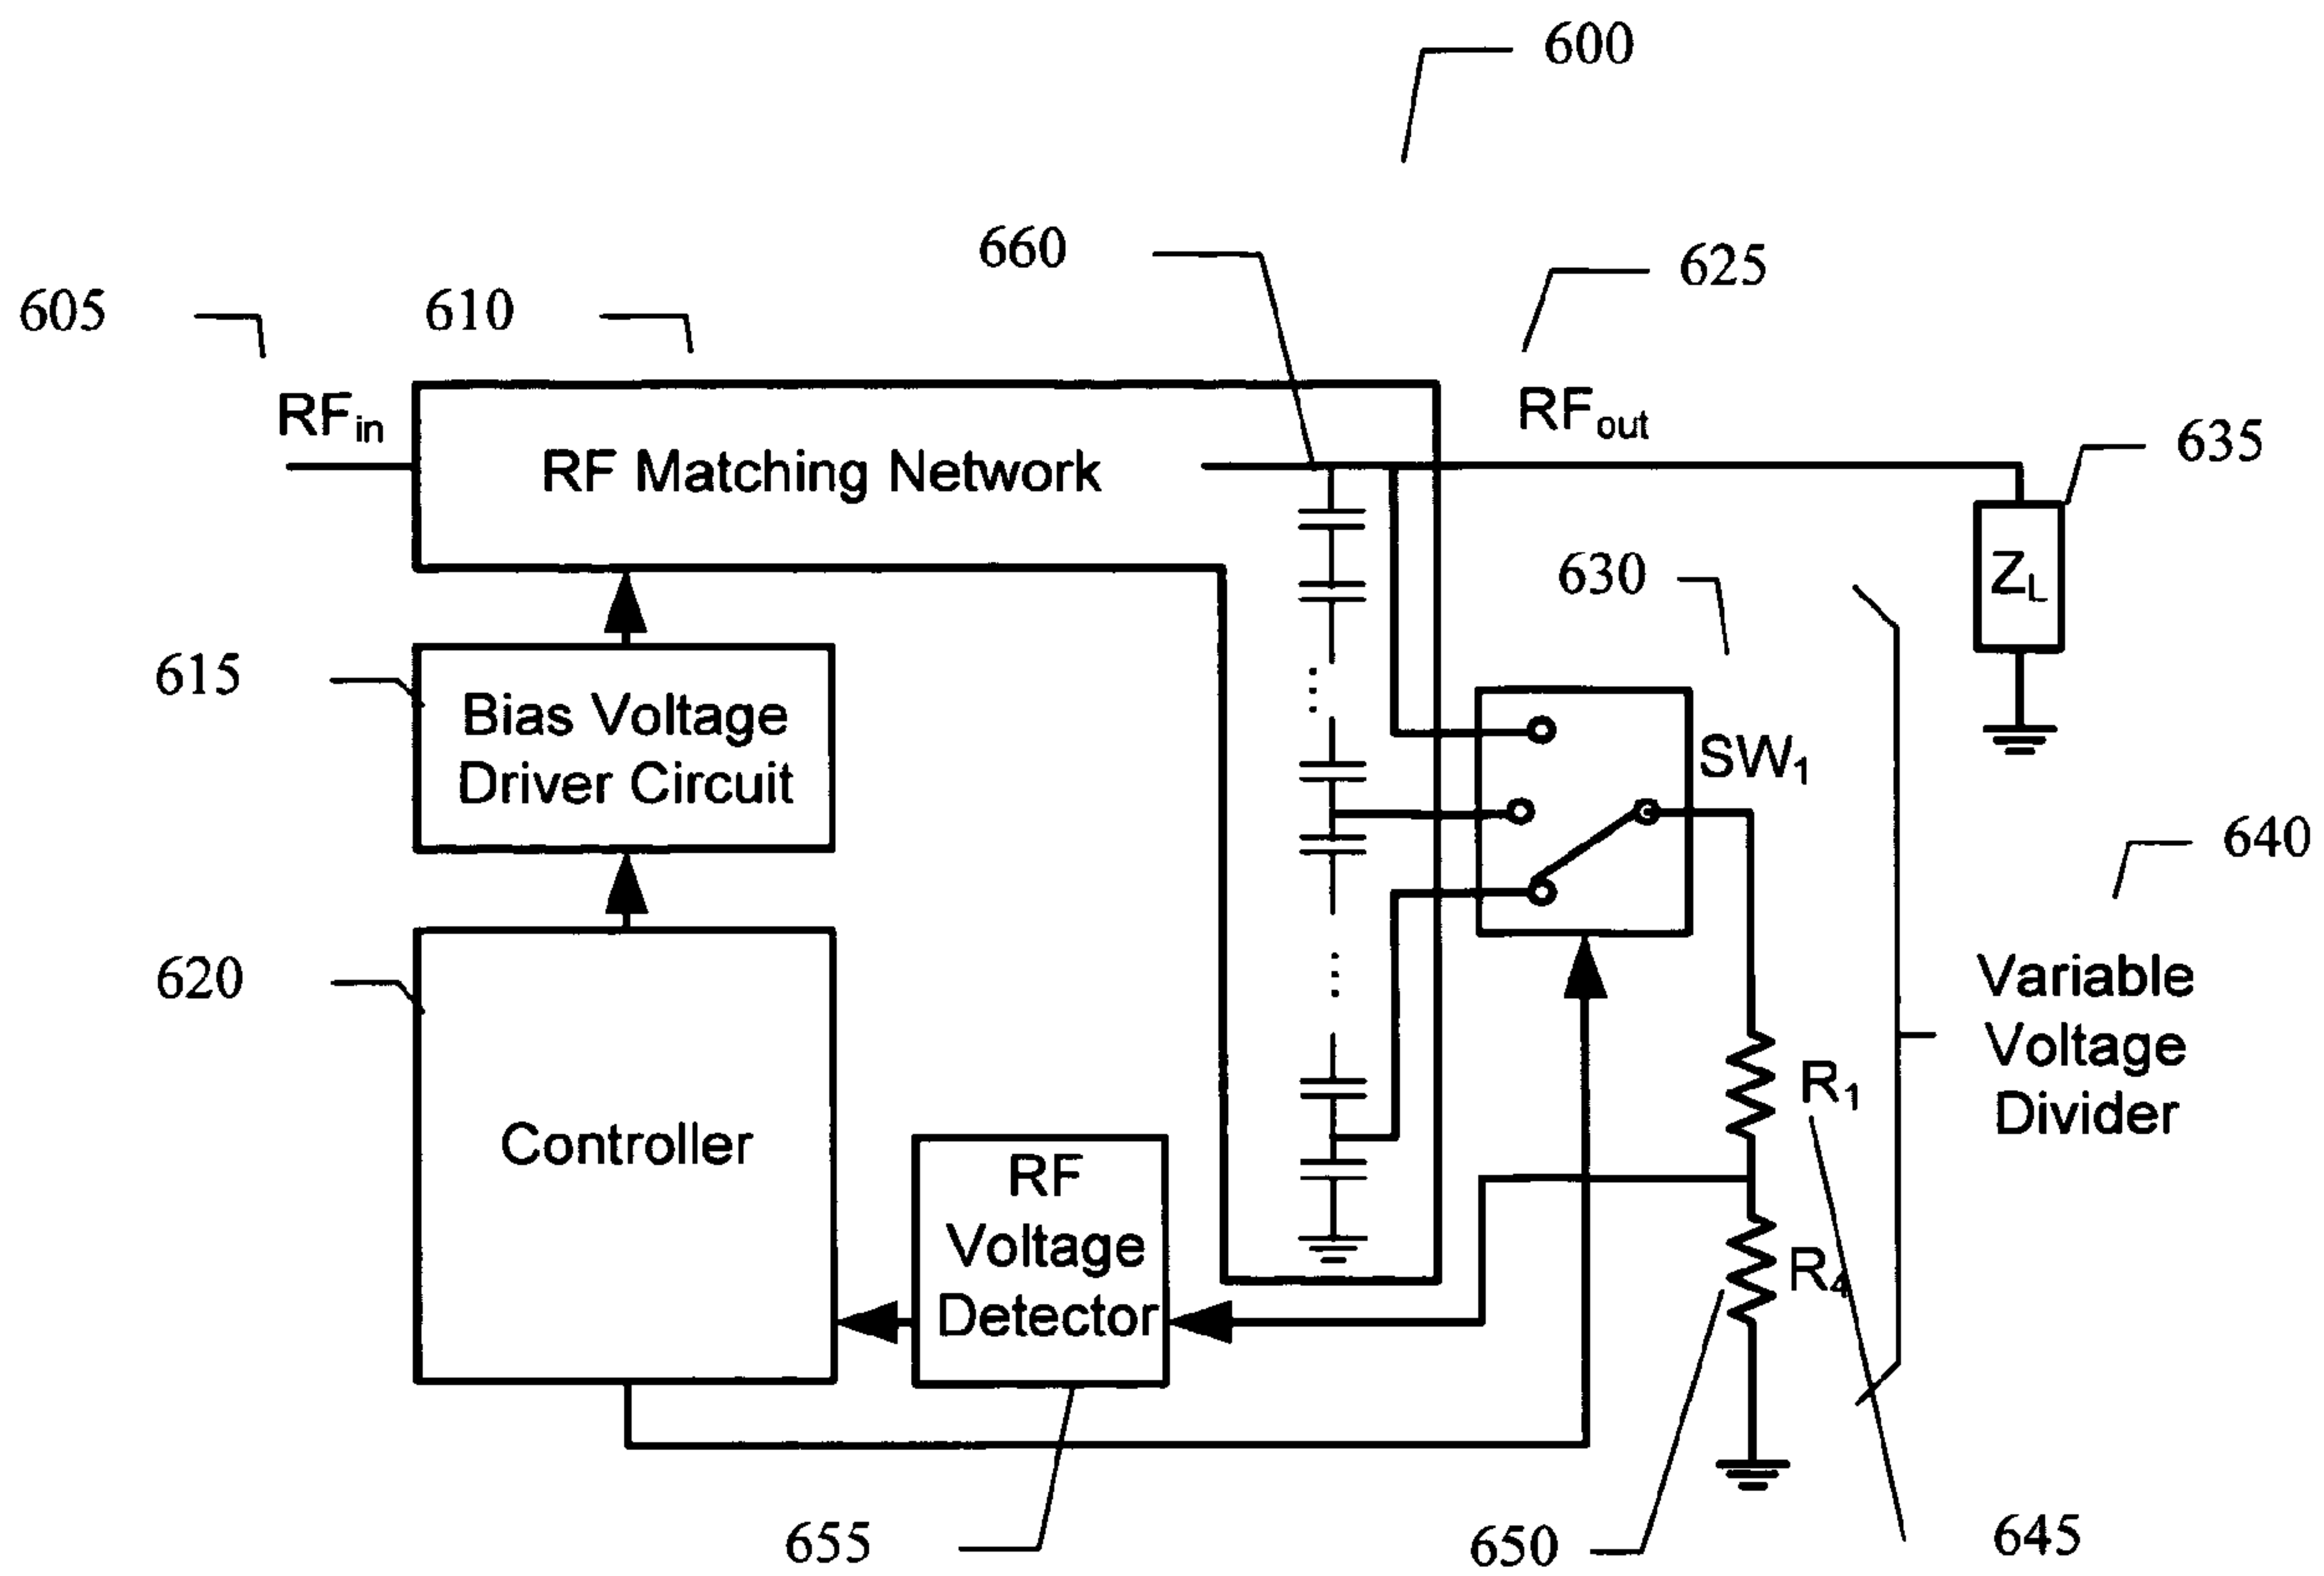 600
660
625
605
610
RFin
RFout
635
RF Matching Network
ZL
630
615
Bias Voltage
Driver Circuit
SW1
640
620
Variable
Voltage
Divider
Controller
R1
RF
Voltage
Detector
R4
655
650
645